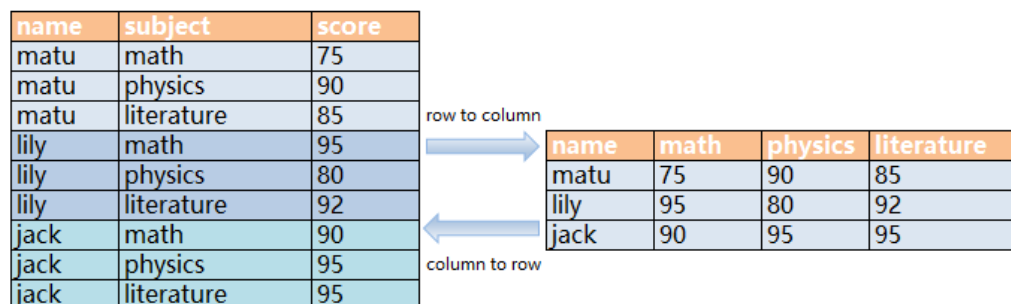 name subject score
matu math 75
matu physics 90
matu literature 85
lily math 95
lily physics 80
lily literature 92
jack math 90
jack physics 95
jack literature 95
row to column
column to row
name math physics literature
matu 75 90 85
lily 95 80 92
jack 90 95 95